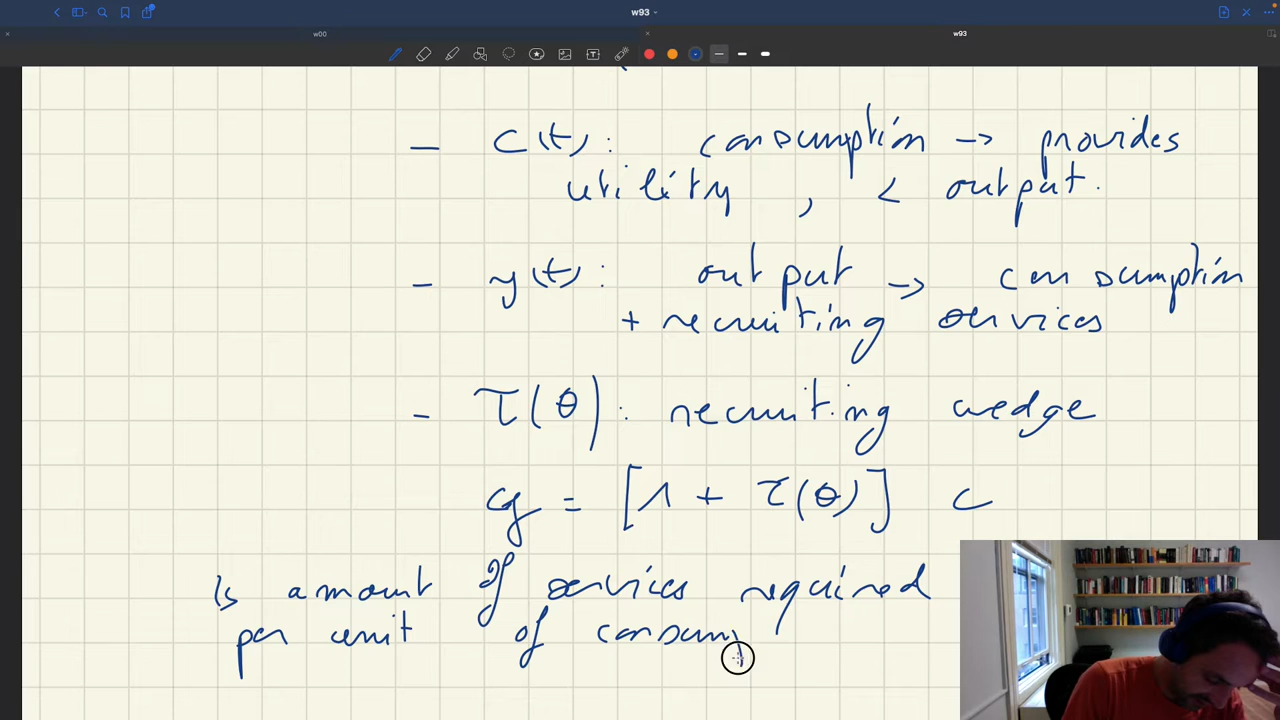 w93
w00
w93
- c(t): consumption → provides
utility, < output.
- y(t): output → consumption
+ recruiting services
- τ(θ): recruiting wedge
y = [1 + τ(θ)] c
is amount of services required
per unit of consum